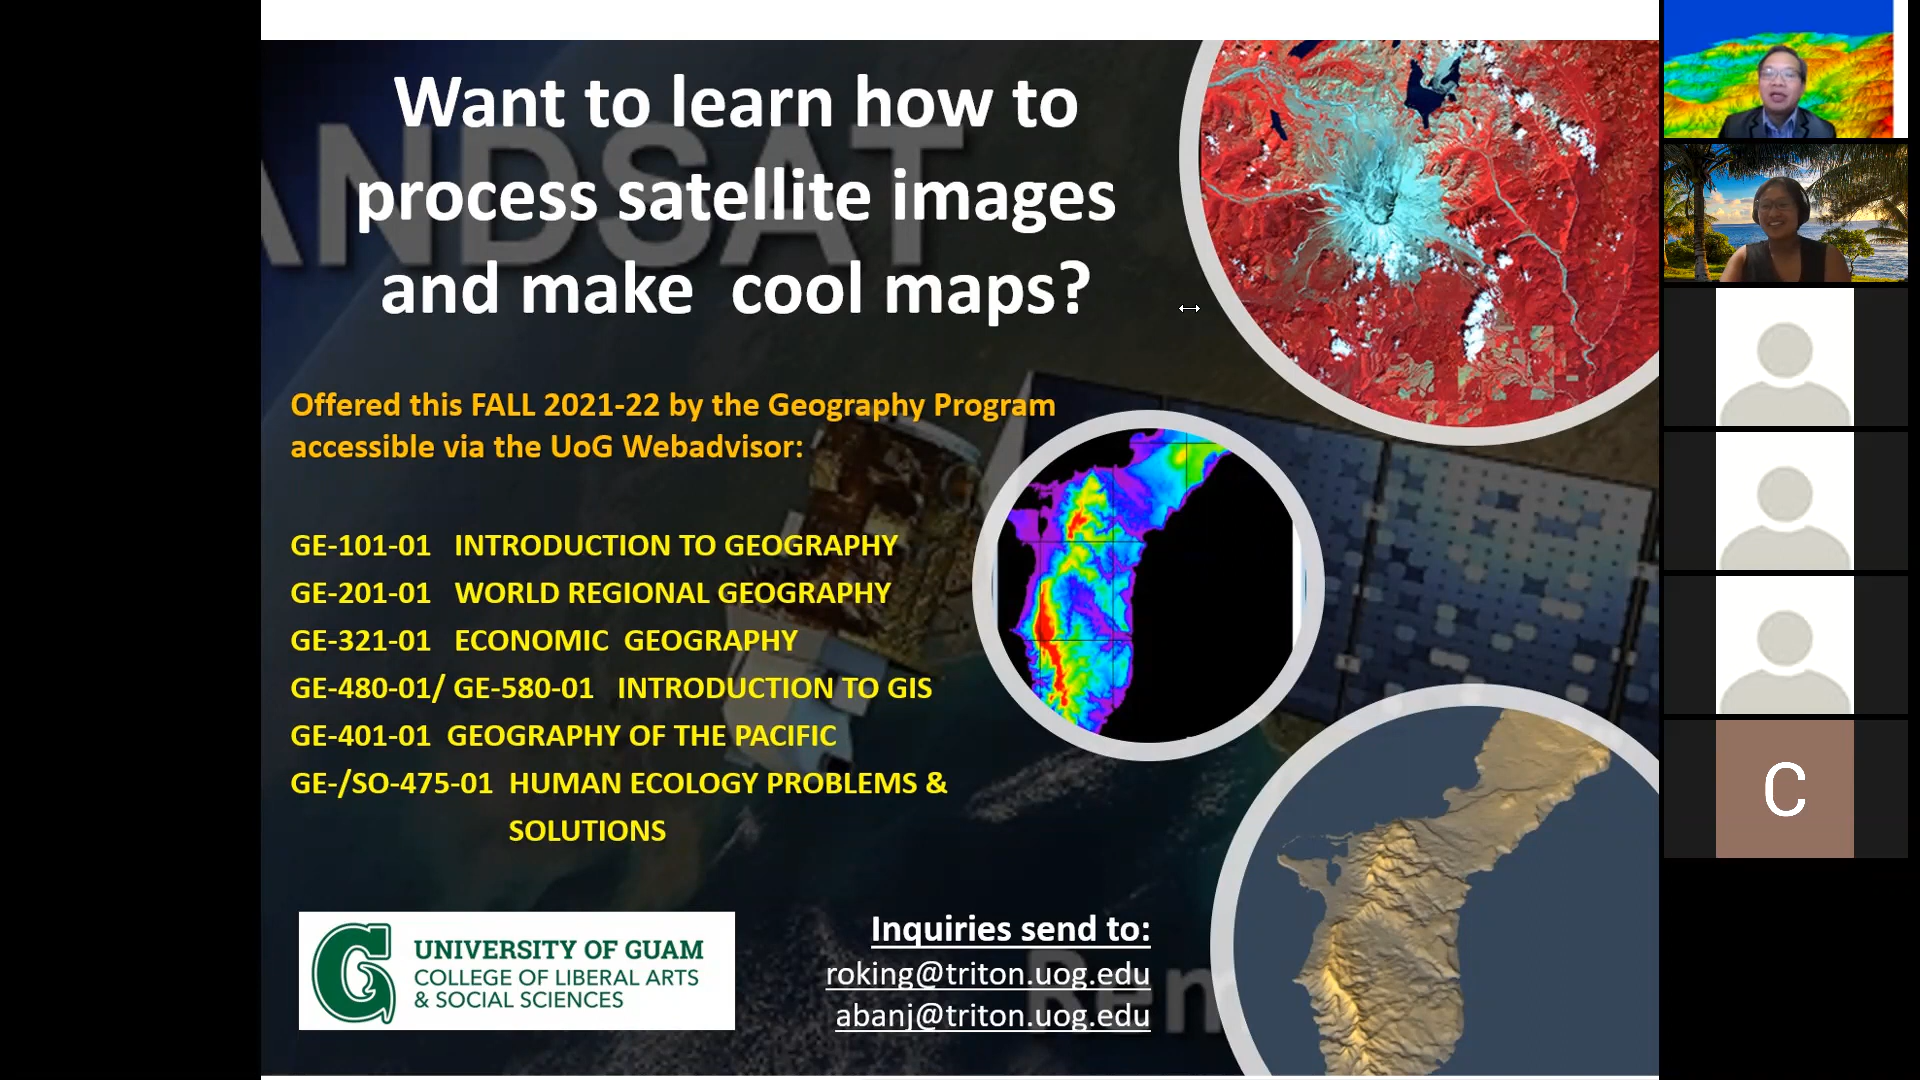 ANDSAT
Want to learn how to
process satellite images
and make cool maps?
Offered this FALL 2021-22 by the Geography Program
accessible via the UoG Webadvisor:
GE-101-01 INTRODUCTION TO GEOGRAPHY
GE-201-01 WORLD REGIONAL GEOGRAPHY
GE-321-01 ECONOMIC GEOGRAPHY
GE-480-01/ GE-580-01 INTRODUCTION TO GIS
GE-401-01 GEOGRAPHY OF THE PACIFIC
GE-/SO-475-01 HUMAN ECOLOGY PROBLEMS &
SOLUTIONS
G
UNIVERSITY OF GUAM
COLLEGE OF LIBERAL ARTS
& SOCIAL SCIENCES
Inquiries send to:
roking@triton.uog.edu
abanj@triton.uog.edu
C